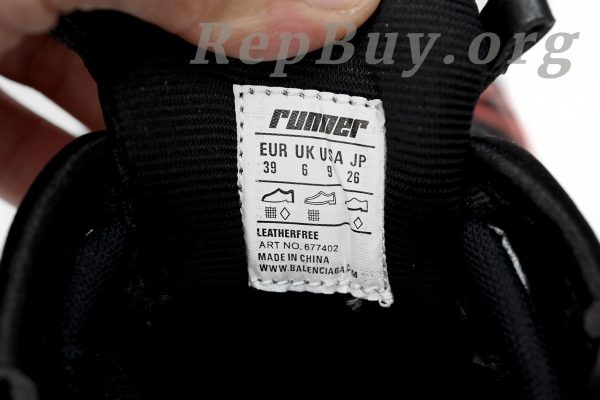 RepBuy.org
runner
EUR UK USA JP
39 6 9 26
LEATHERFREE
ART NO. 677402
MADE IN CHINA
WWW.BALENCIAGA.COM